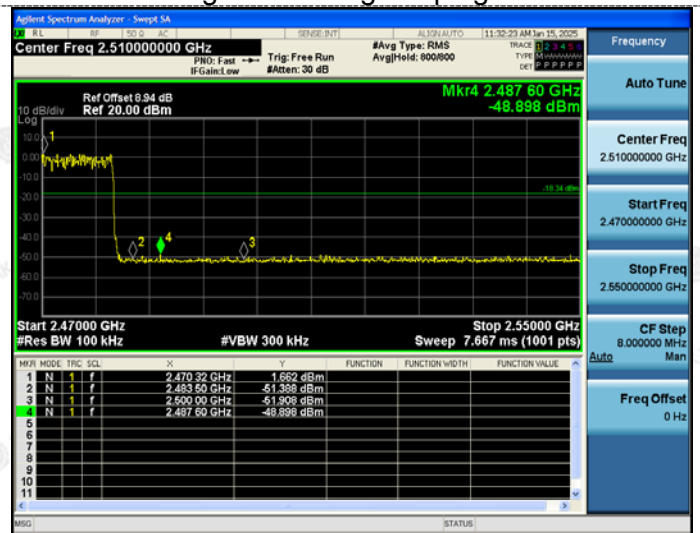 Agilent Spectrum Analyzer - Swept SA
RL RF 50 Ω AC SENSE:INT ALIGN AUTO 11:32:23 AM Jan 15, 2025
Center Freq 2.510000000 GHz
PNO: Fast
IFGain:Low
Trig: Free Run
#Atten: 30 dB
#Avg Type: RMS
Avg|Hold: 800/800
TRACE 1 2 3 4 5 6
TYPE
DET P P P P P P
Ref Offset 8.94 dB
Ref 20.00 dBm
10 dB/div
Log
Mkr4 2.487 60 GHz
-48.898 dBm
10.0
0.00
-10.0
-20.0
-30.0
-40.0
-50.0
-60.0
-70.0
1
2
4
3
-18.34 dBm
Start 2.47000 GHz
Stop 2.55000 GHz
#Res BW 100 kHz #VBW 300 kHz Sweep 7.667 ms (1001 pts)
MKR MODE TRC SCL X Y FUNCTION FUNCTION WIDTH FUNCTION VALUE
1 N 1 f 2.470 32 GHz 1.662 dBm
2 N 1 f 2.483 50 GHz -51.388 dBm
3 N 1 f 2.500 00 GHz -51.908 dBm
4 N 1 f 2.487 60 GHz -48.898 dBm
5
6
7
8
9
10
11
MSG STATUS
Frequency
Auto Tune
Center Freq
2.510000000 GHz
Start Freq
2.470000000 GHz
Stop Freq
2.550000000 GHz
CF Step
8.000000 MHz
Auto Man
Freq Offset
0 Hz